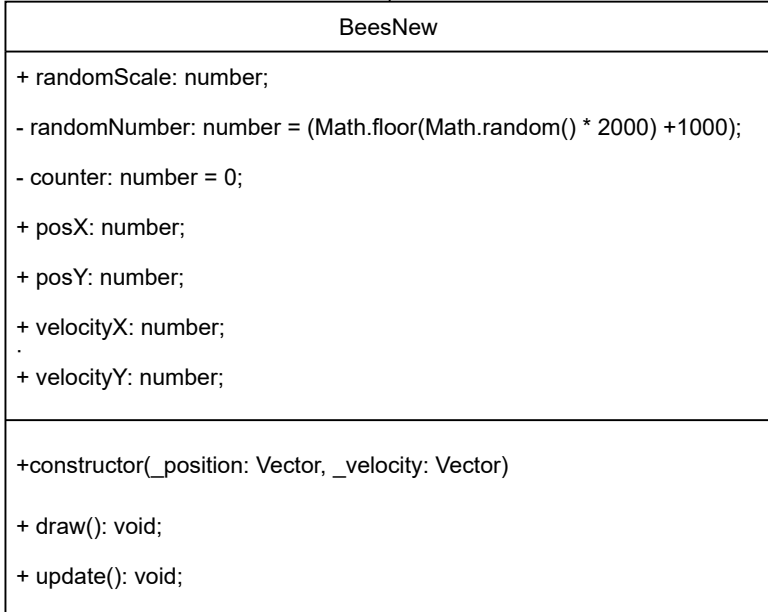 BeesNew
+ randomScale: number;
- randomNumber: number = (Math.floor(Math.random() * 2000) +1000);
- counter: number = 0;
+ posX: number;
+ posY: number;
+ velocityX: number;
.
+ velocityY: number;
+constructor(_position: Vector, _velocity: Vector)
+ draw(): void;
+ update(): void;